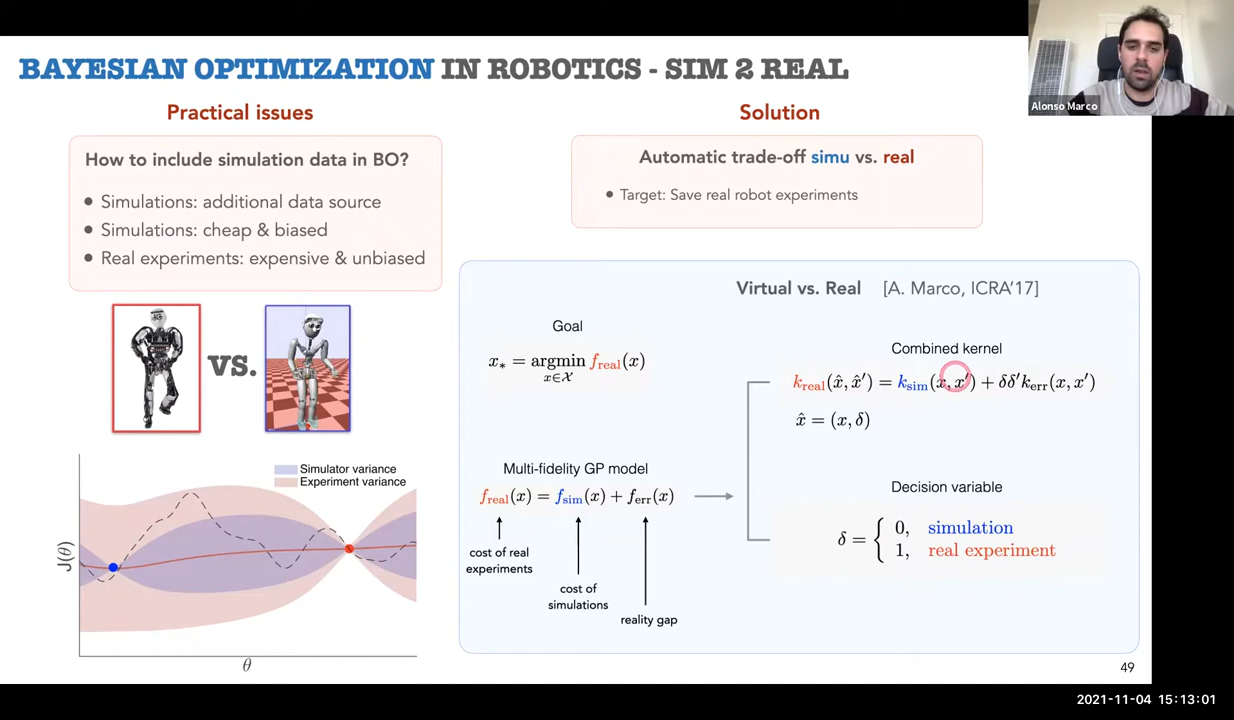 BAYESIAN OPTIMIZATION IN ROBOTICS - SIM 2 REAL
Alonso Marco
Practical issues
How to include simulation data in BO?
• Simulations: additional data source
• Simulations: cheap & biased
• Real experiments: expensive & unbiased
VS.
Simulator variance
Experiment variance
J(θ)
θ
Solution
Automatic trade-off simu vs. real
• Target: Save real robot experiments
Virtual vs. Real [A. Marco, ICRA'17]
Goal
x* = argmin f_real(x)
x∈𝒳
Multi-fidelity GP model
f_real(x) = f_sim(x) + f_err(x)
cost of real
experiments
cost of
simulations
reality gap
Combined kernel
k_real(x̂, x̂′) = k_sim(x, x′) + δδ′k_err(x, x′)
x̂ = (x, δ)
Decision variable
δ = { 0, simulation
1, real experiment
49
2021-11-04 15:13:01